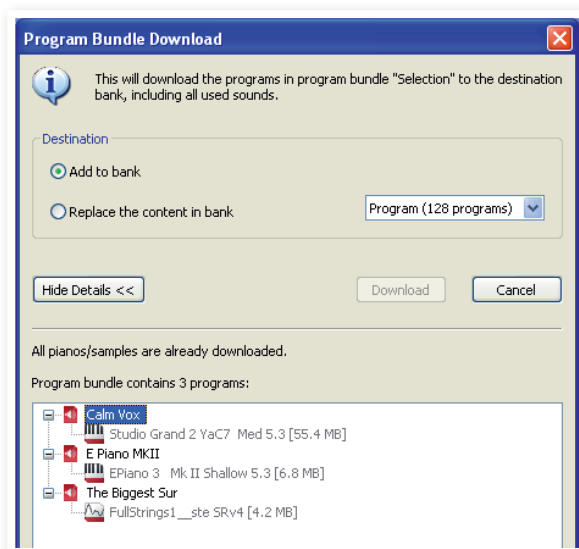 Program Bundle Download
This will download the programs in program bundle "Selection" to the destination
bank, including all used sounds.
Destination
Add to bank
Replace the content in bank
Program (128 programs)
Hide Details <<
Download
Cancel
All pianos/samples are already downloaded.
Program bundle contains 3 programs:
Calm Vox
Studio Grand 2 YaC7 Med 5.3 [55.4 MB]
E Piano MKII
EPiano 3 Mk II Shallow 5.3 [6.8 MB]
The Biggest Sur
FullStrings1__ste SRv4 [4.2 MB]